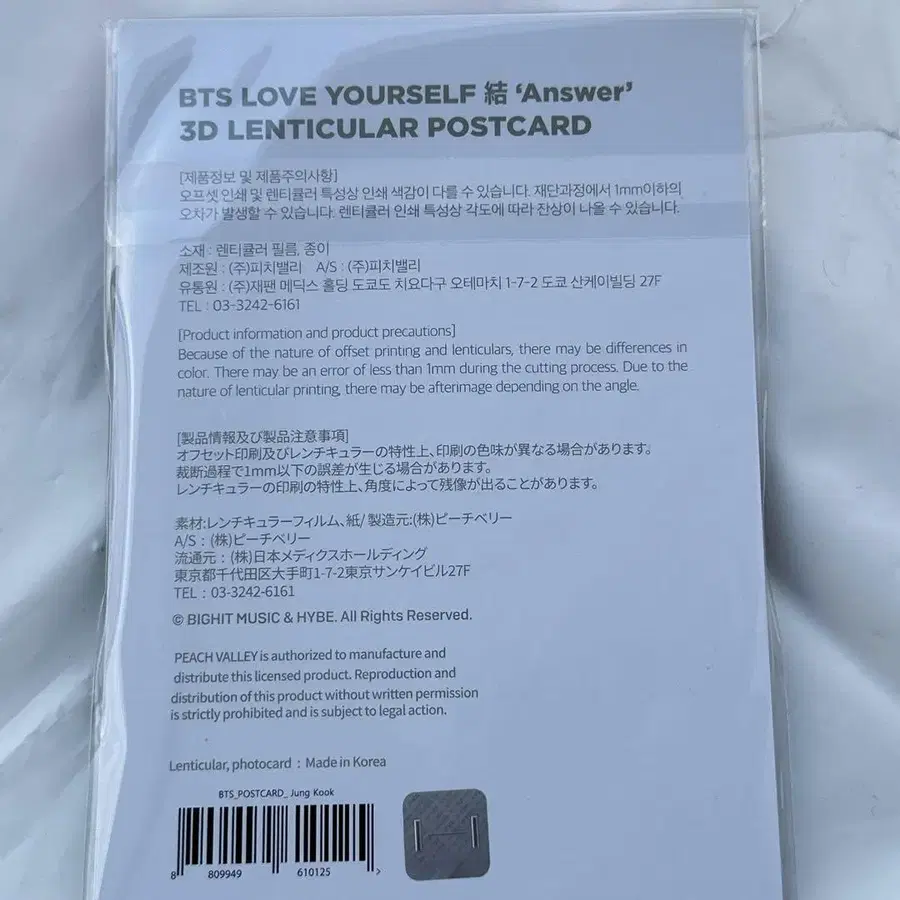 BTS LOVE YOURSELF 結 ‘Answer’
3D LENTICULAR POSTCARD
[제품정보 및 제품주의사항]
오프셋 인쇄 및 렌티큘러 특성상 인쇄 색감이 다를 수 있습니다. 재단과정에서 1mm이하의
오차가 발생할 수 있습니다. 렌티큘러 인쇄 특성상 각도에 따라 잔상이 나올 수 있습니다.
소재 : 렌티큘러 필름, 종이
제조원 : (주)피치밸리 A/S : (주)피치밸리
유통원 : (주)재팬 메딕스 홀딩 도쿄도 치요다구 오테마치 1-7-2 도쿄 산케이빌딩 27F
TEL : 03-3242-6161
[Product information and product precautions]
Because of the nature of offset printing and lenticulars, there may be differences in
color. There may be an error of less than 1mm during the cutting process. Due to the
nature of lenticular printing, there may be afterimage depending on the angle.
[製品情報及び製品注意事項]
オフセット印刷及びレンチキュラーの特性上、印刷の色味が異なる場合があります。
裁断過程で1mm以下の誤差が生じる場合があります。
レンチキュラーの印刷の特性上、角度によって残像が出ることがあります。
素材:レンチキュラーフィルム、紙/ 製造元:(株)ピーチベリー
A/S : (株)ピーチベリー
流通元 : (株)日本メディクスホールディング
東京都千代田区大手町1-7-2東京サンケイビル27F
TEL : 03-3242-6161
© BIGHIT MUSIC & HYBE. All Rights Reserved.
PEACH VALLEY is authorized to manufacture and
distribute this licensed product. Reproduction and
distribution of this product without written permission
is strictly prohibited and is subject to legal action.
Lenticular, photocard : Made in Korea
BTS_POSTCARD_ Jung Kook
8 809949 610125 >